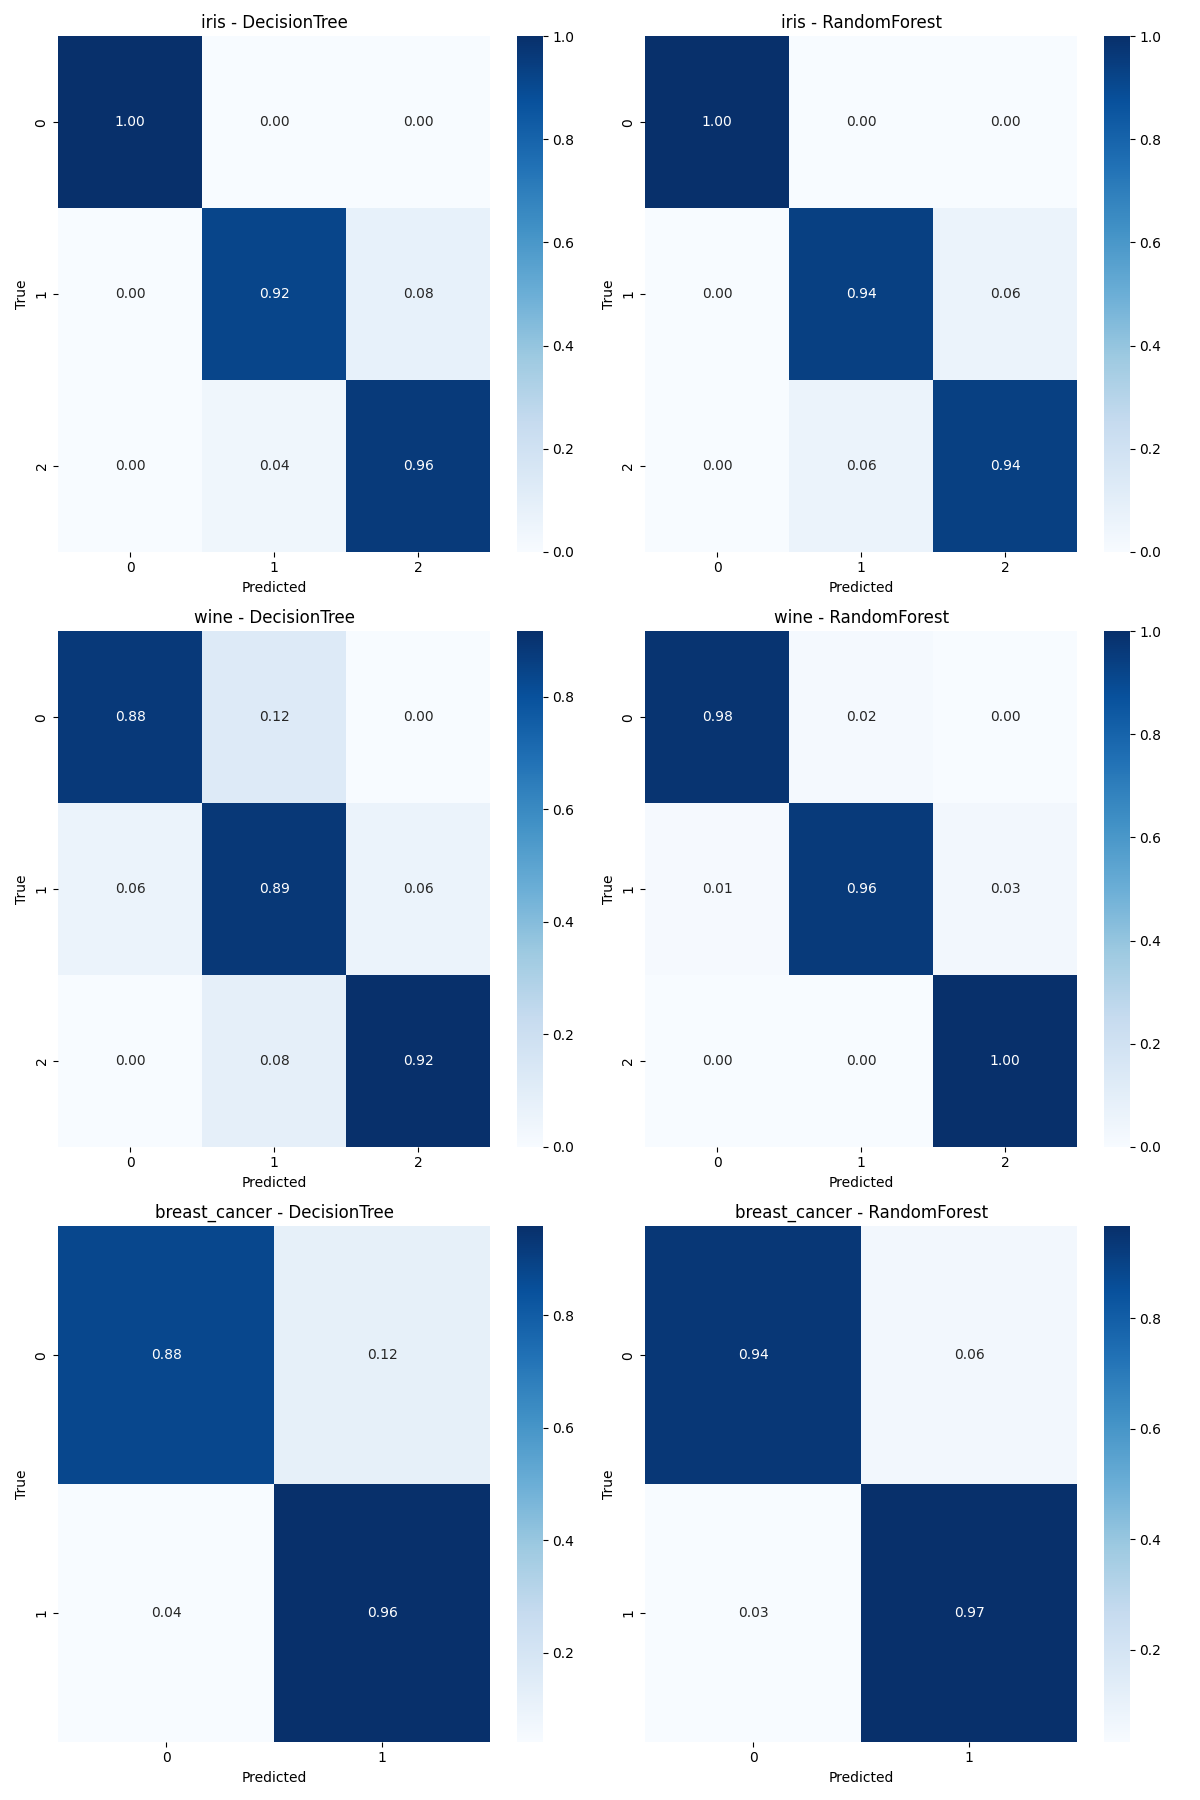 iris - DecisionTree
1.00 0.00 0.00
0.00 0.92 0.08
0.00 0.04 0.96
0
1
2
True
0 1 2
Predicted
1.0
0.8
0.6
0.4
0.2
0.0
iris - RandomForest
1.00 0.00 0.00
0.00 0.94 0.06
0.00 0.06 0.94
0
1
2
True
0 1 2
Predicted
1.0
0.8
0.6
0.4
0.2
0.0
wine - DecisionTree
0.88 0.12 0.00
0.06 0.89 0.06
0.00 0.08 0.92
0
1
2
True
0 1 2
Predicted
0.8
0.6
0.4
0.2
0.0
wine - RandomForest
0.98 0.02 0.00
0.01 0.96 0.03
0.00 0.00 1.00
0
1
2
True
0 1 2
Predicted
1.0
0.8
0.6
0.4
0.2
0.0
breast_cancer - DecisionTree
0.88 0.12
0.04 0.96
0
1
True
0 1
Predicted
0.8
0.6
0.4
0.2
breast_cancer - RandomForest
0.94 0.06
0.03 0.97
0
1
True
0 1
Predicted
0.8
0.6
0.4
0.2